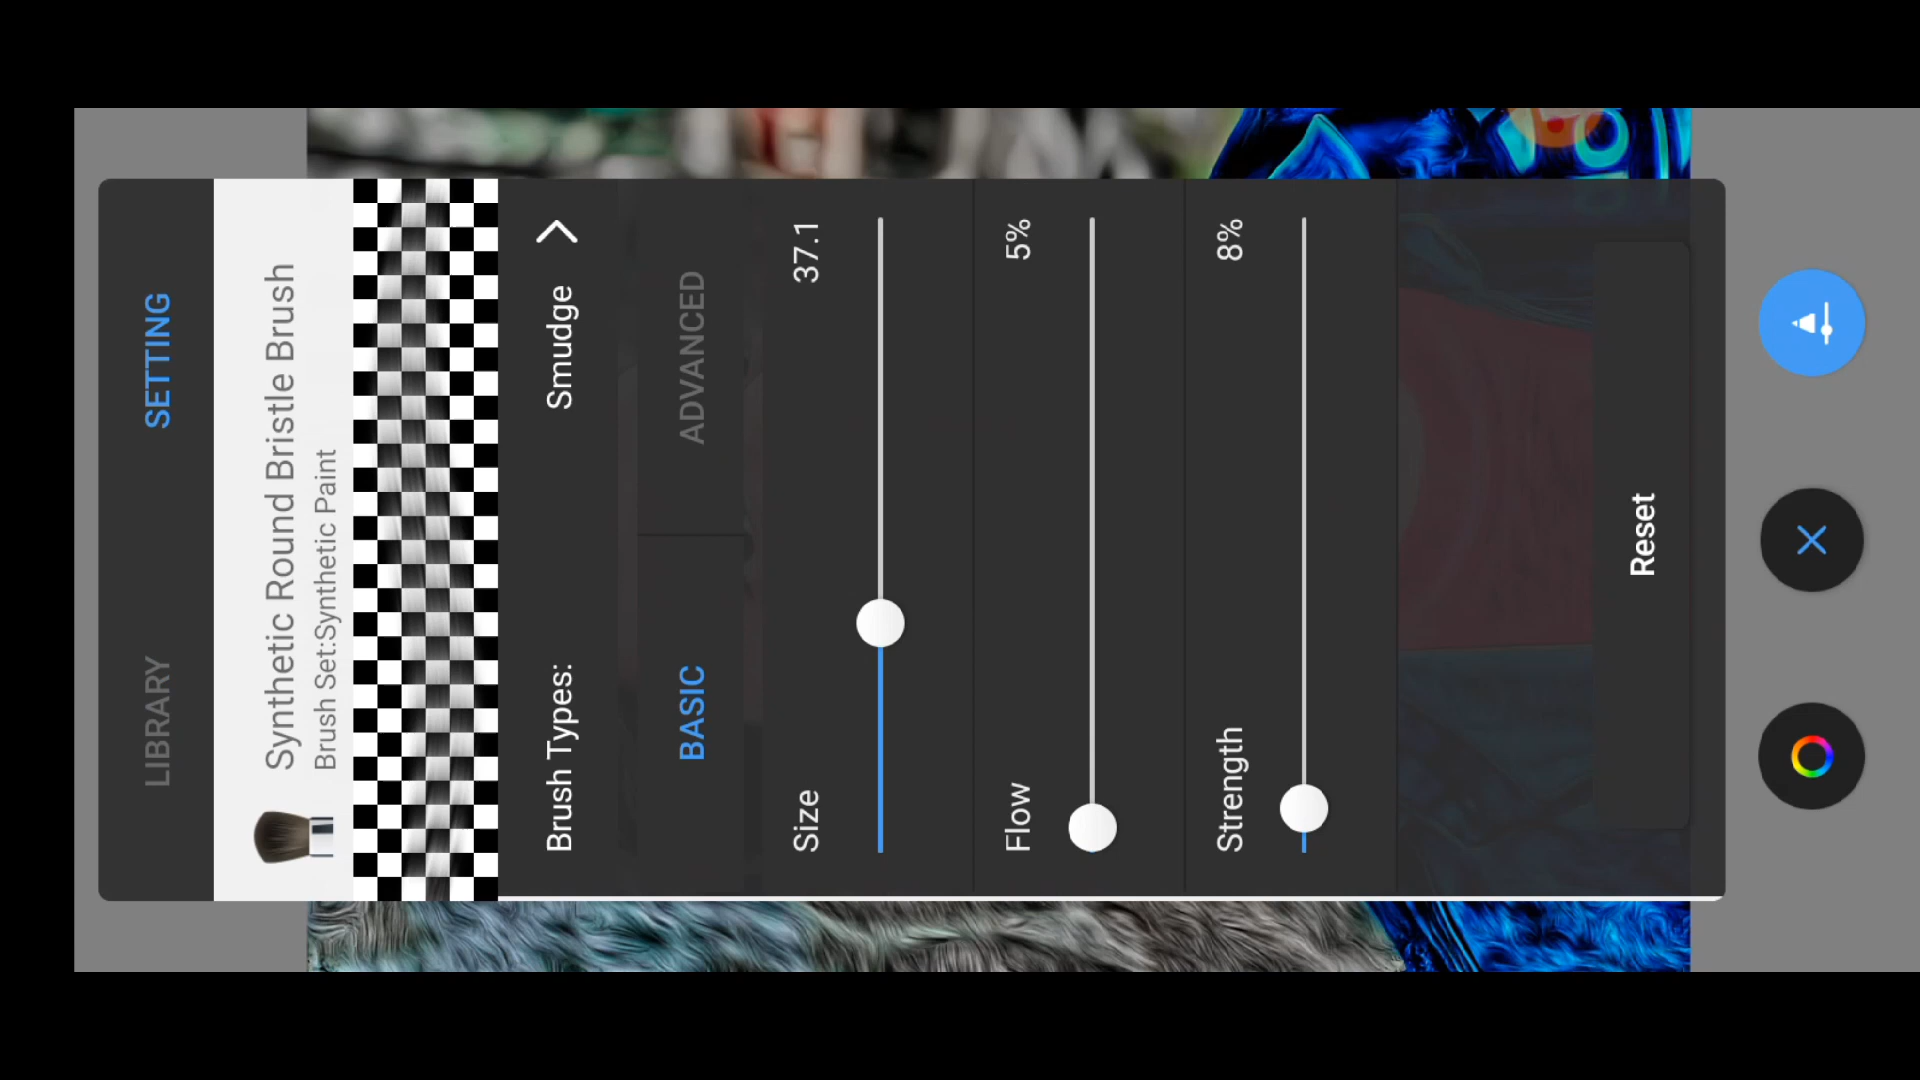 LIBRARY SETTING
Synthetic Round Bristle Brush
Brush Set:Synthetic Paint
Brush Types: Smudge
BASIC ADVANCED
Size 37.1
Flow 5%
Strength 8%
Reset